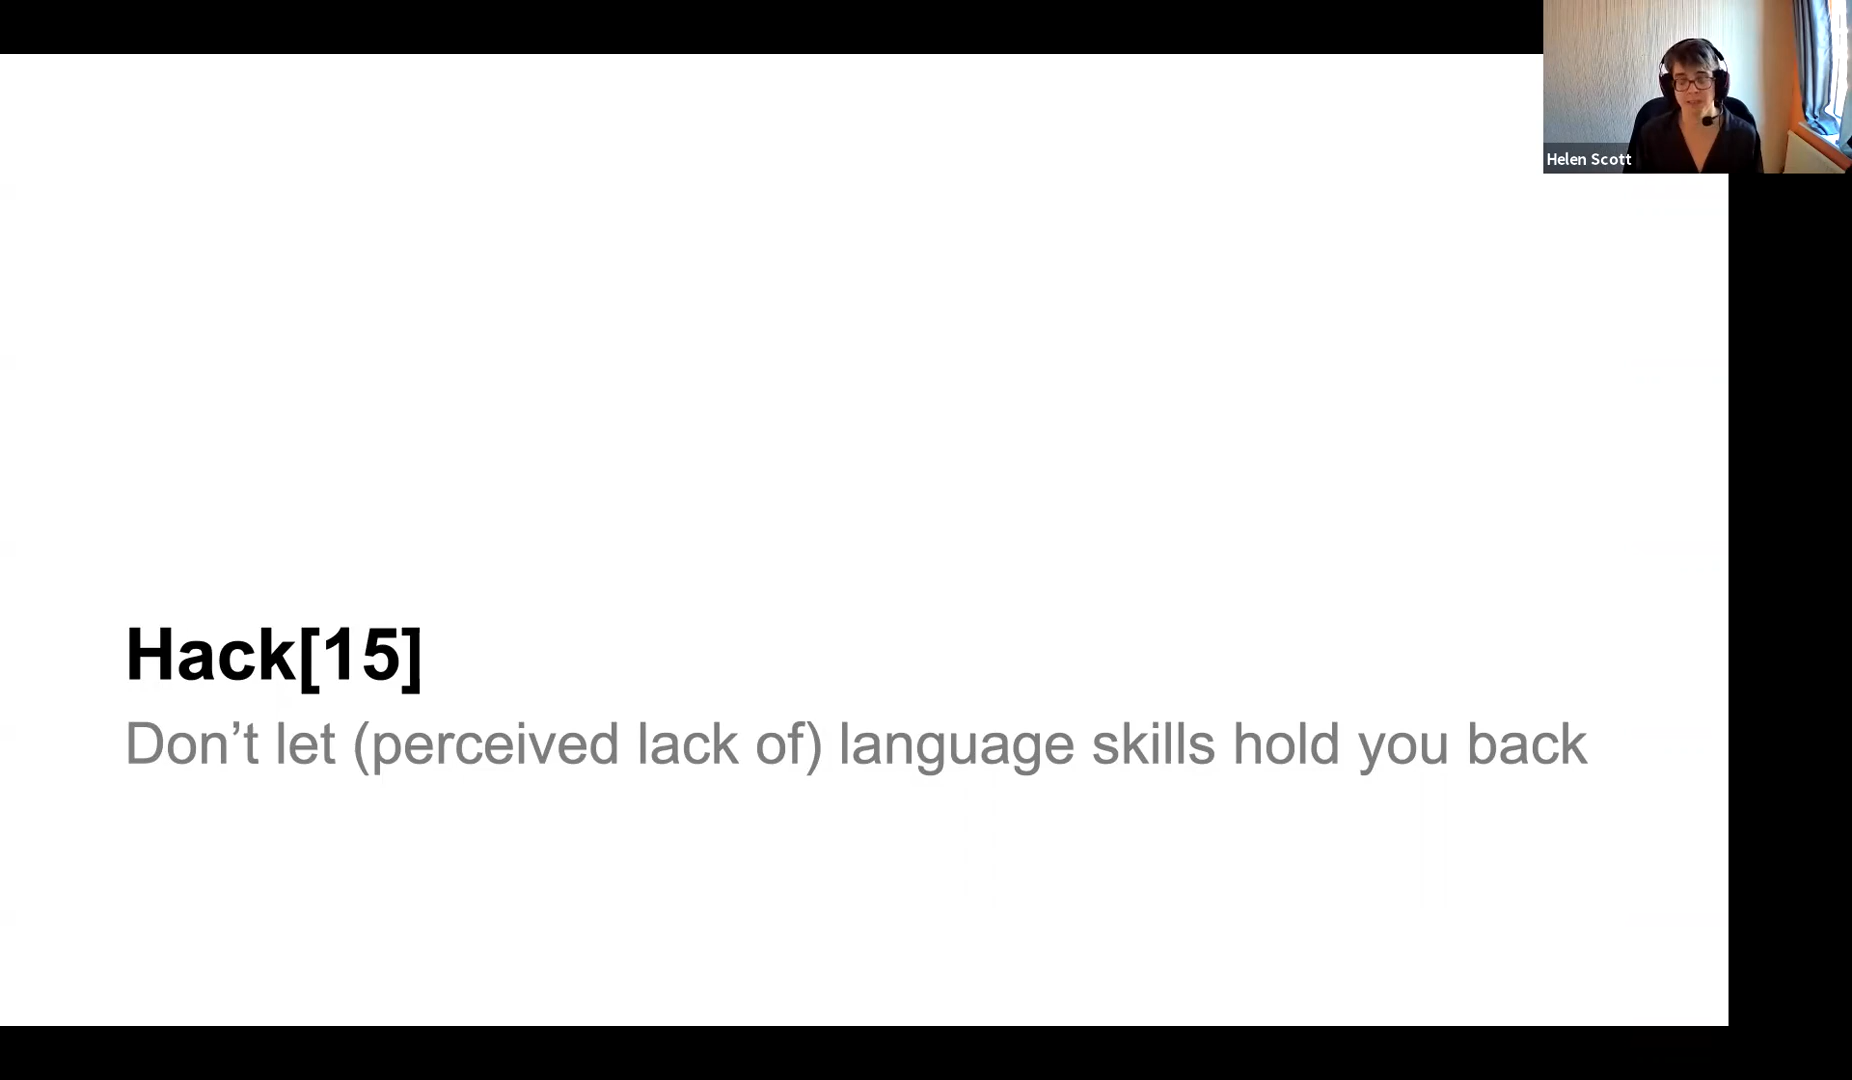 Helen Scott
Hack[15]
Don’t let (perceived lack of) language skills hold you back